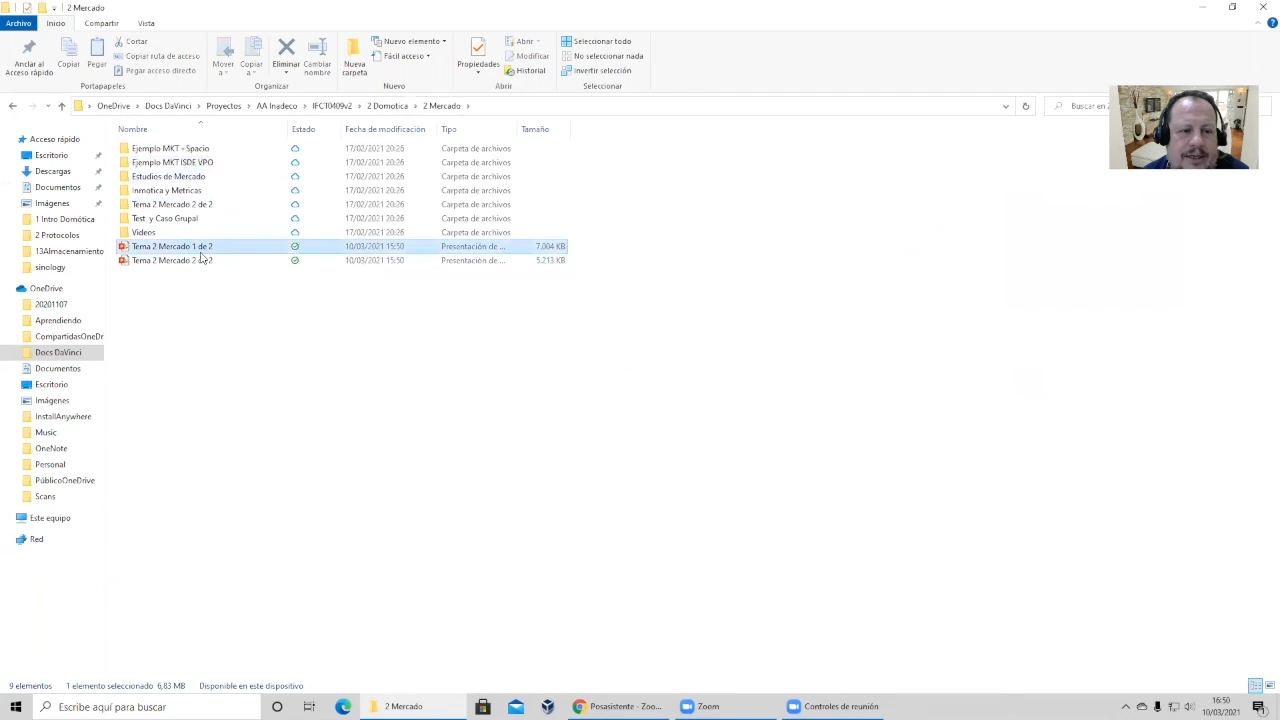 2 Mercado
Archivo Inicio Compartir Vista
Anclar al
Acceso rápido
Copiar
Pegar
Cortar
Copiar ruta de acceso
Pegar acceso directo
Portapapeles
Mover
a
Copiar
a
Eliminar
Cambiar
nombre
Organizar
Nueva
carpeta
Nuevo elemento
Fácil acceso
Nuevo
Propiedades
Abrir
Modificar
Historial
Abrir
Seleccionar todo
No seleccionar nada
Invertir selección
Seleccionar
OneDrive > Docs DaVinci > Proyectos > AA Inadeco > IFCT0409v2 > 2 Domotica > 2 Mercado >
Buscar en 2
Nombre Estado Fecha de modificación Tipo Tamaño
Ejemplo MKT + Spacio 17/02/2021 20:26 Carpeta de archivos
Ejemplo MKT ISDE VPO 17/02/2021 20:26 Carpeta de archivos
Estudios de Mercado 17/02/2021 20:26 Carpeta de archivos
Inmotica y Metricas 17/02/2021 20:26 Carpeta de archivos
Tema 2 Mercado 2 de 2 17/02/2021 20:26 Carpeta de archivos
Test y Caso Grupal 17/02/2021 20:26 Carpeta de archivos
Videos 17/02/2021 20:26 Carpeta de archivos
Tema 2 Mercado 1 de 2 10/03/2021 15:50 Presentación de ... 7.004 KB
Tema 2 Mercado 2 de 2 10/03/2021 15:50 Presentación de ... 5.213 KB
Acceso rápido
Escritorio
Descargas
Documentos
Imágenes
1 Intro Domótica
2 Protocolos
13Almacenamiento
sinology
OneDrive
20201107
Aprendiendo
CompartidasOneDr
Docs DaVinci
Documentos
Escritorio
Imágenes
InstallAnywhere
Music
OneNote
Personal
PúblicoOneDrive
Scans
Este equipo
Red
9 elementos 1 elemento seleccionado 6,83 MB Disponible en este dispositivo
Escribe aquí para buscar
2 Mercado
Posasistente - Zoo...
Zoom
Controles de reunión
16:50
10/03/2021